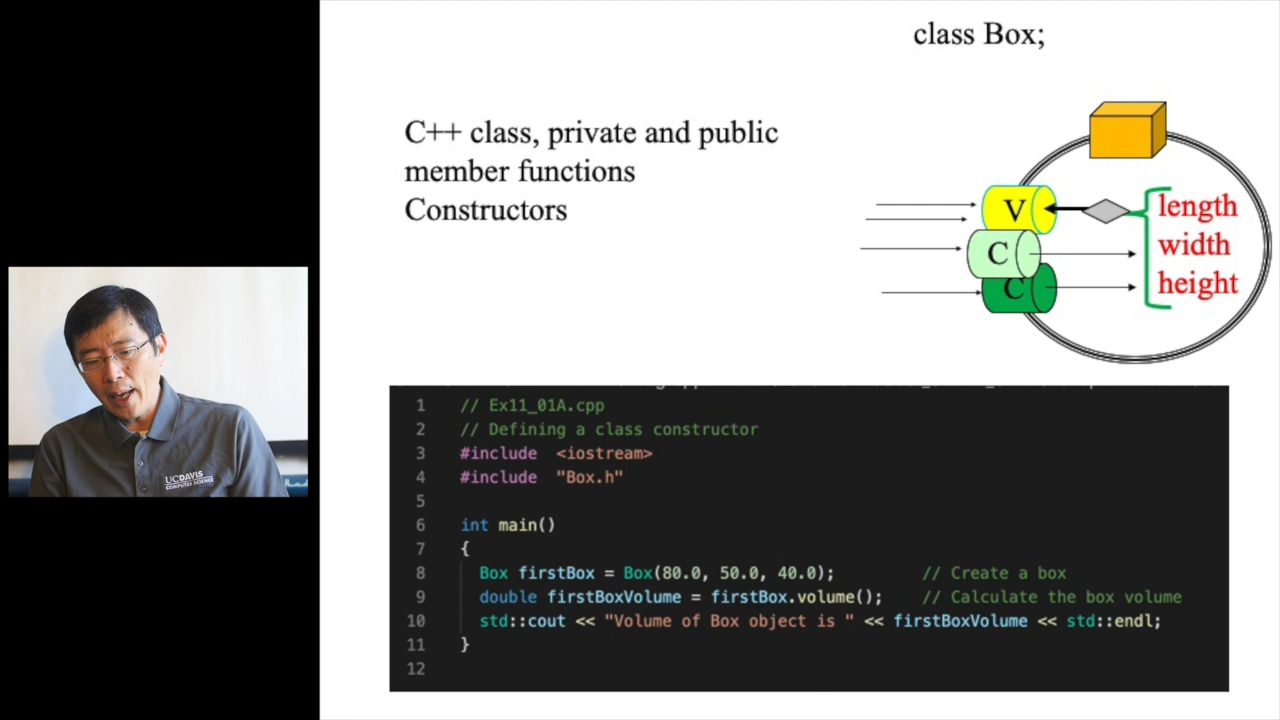 class Box;
C++ class, private and public
member functions
Constructors
V
C
C
length
width
height
UCDAVIS
COMPUTER SCIENCE
1 // Ex11_01A.cpp
2 // Defining a class constructor
3 #include <iostream>
4 #include "Box.h"
5
6 int main()
7 {
8 Box firstBox = Box(80.0, 50.0, 40.0); // Create a box
9 double firstBoxVolume = firstBox.volume(); // Calculate the box volume
10 std::cout << "Volume of Box object is " << firstBoxVolume << std::endl;
11 }
12